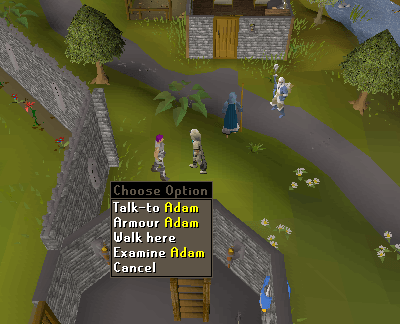 Choose Option
Talk-to Adam
Armour Adam
Walk here
Examine Adam
Cancel